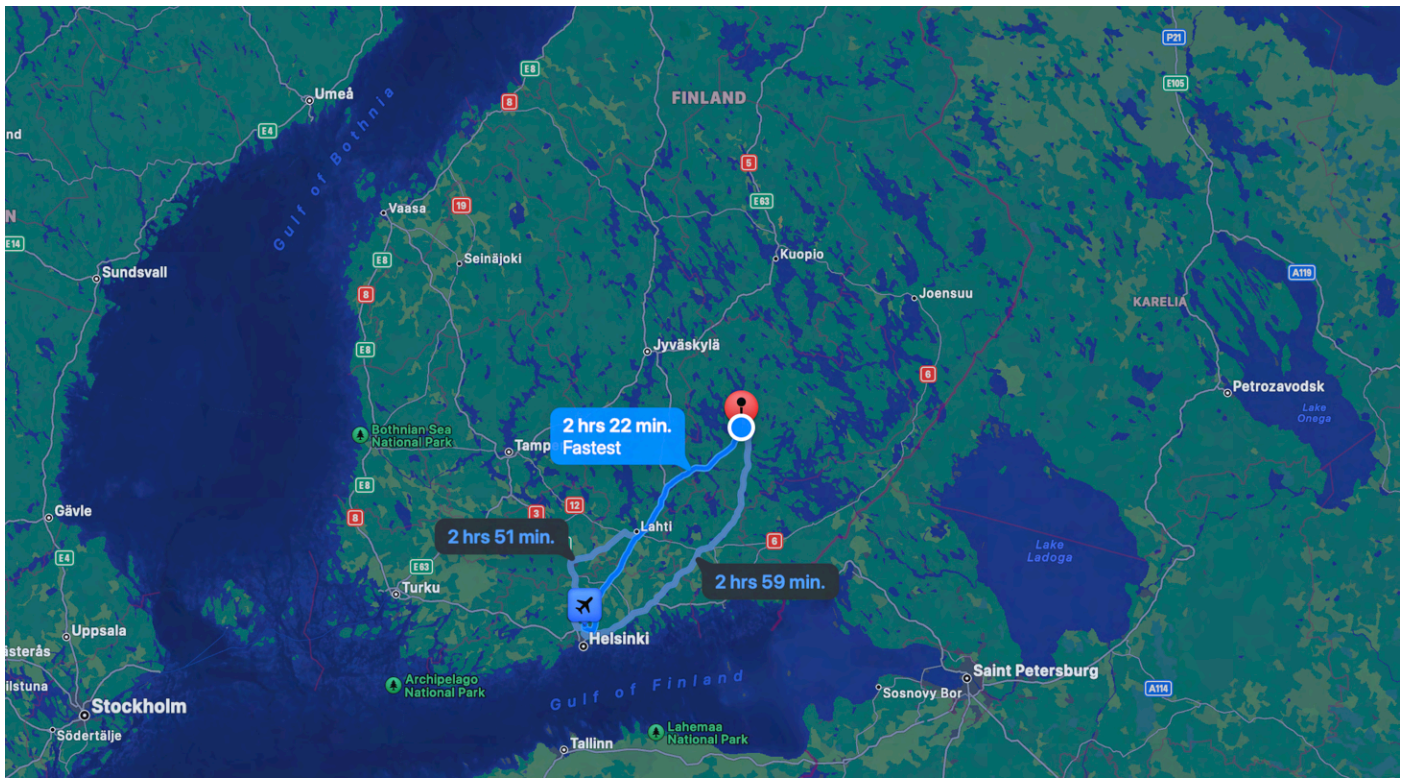 P21
E8
FINLAND
Umeå
8
E105
E4
nd
Gulf of Bothnia
5
E63
19
Vaasa
N
E14
E8
Seinäjoki
Kuopio
Sundsvall
A119
8
Joensuu
KARELIA
E8
Jyväskylä
6
Petrozavodsk
Lake
Onega
2 hrs 22 min.
Fastest
Bothnian Sea
National Park
Tamp
E8
3
12
Gävle
8
Lahti
2 hrs 51 min.
6
Lake
Ladoga
E4
E63
2 hrs 59 min.
Turku
Uppsala
Helsinki
ästerås
Saint Petersburg
ilstuna
Archipelago
National Park
Gulf of Finland
Sosnovy Bor
A114
Stockholm
Södertälje
Lahemaa
National Park
Tallinn